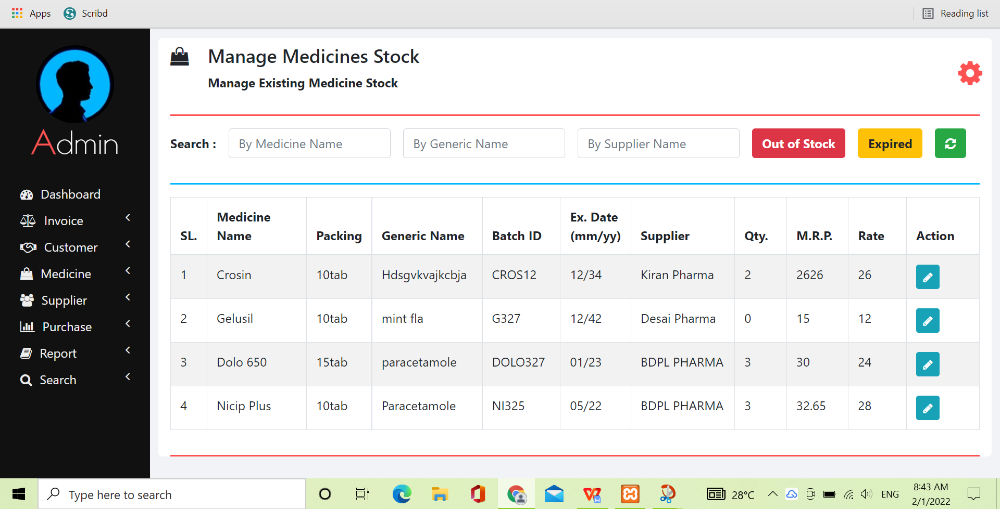 Apps Scribd Reading list
Admin
Dashboard
Invoice
Customer
Medicine
Supplier
Purchase
Report
Search
Manage Medicines Stock
Manage Existing Medicine Stock
Search : By Medicine Name By Generic Name By Supplier Name Out of Stock Expired
SL. Medicine Name Packing Generic Name Batch ID Ex. Date (mm/yy) Supplier Qty. M.R.P. Rate Action
1 Crosin 10tab Hdsgvkvajkcbja CROS12 12/34 Kiran Pharma 2 2626 26
2 Gelusil 10tab mint fla G327 12/42 Desai Pharma 0 15 12
3 Dolo 650 15tab paracetamole DOLO327 01/23 BDPL PHARMA 3 30 24
4 Nicip Plus 10tab Paracetamole NI325 05/22 BDPL PHARMA 3 32.65 28
Type here to search 28°C ENG 8:43 AM
2/1/2022